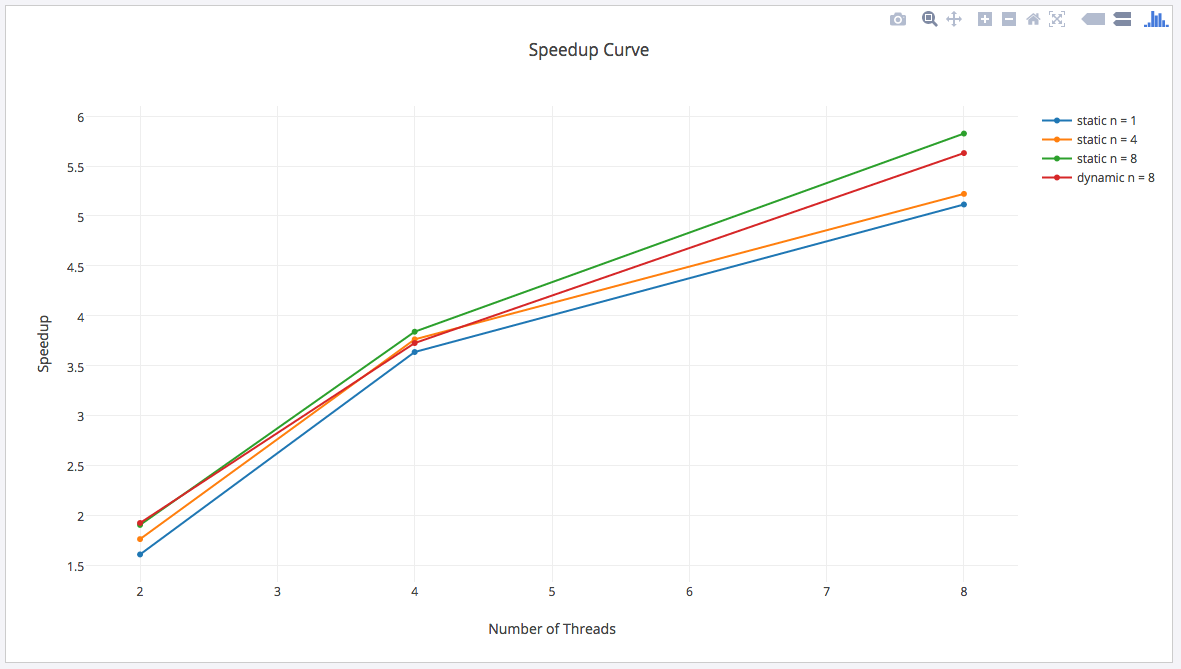 Speedup Curve
6
5.5
5
4.5
4
3.5
3
2.5
2
1.5
Speedup
2 3 4 5 6 7 8
Number of Threads
static n = 1
static n = 4
static n = 8
dynamic n = 8